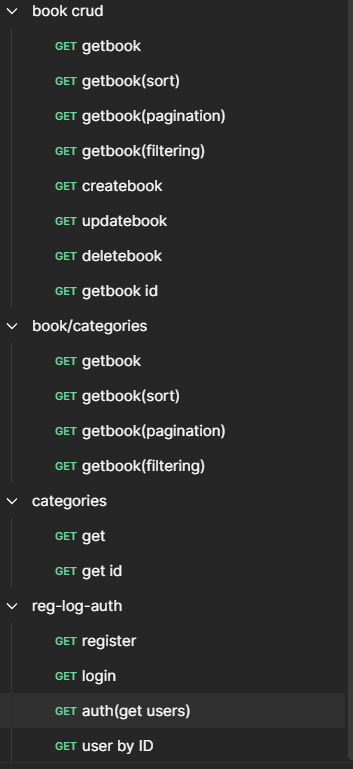 book crud
GET getbook
GET getbook(sort)
GET getbook(pagination)
GET getbook(filtering)
GET createbook
GET updatebook
GET deletebook
GET getbook id
book/categories
GET getbook
GET getbook(sort)
GET getbook(pagination)
GET getbook(filtering)
categories
GET get
GET get id
reg-log-auth
GET register
GET login
GET auth(get users)
GET user by ID